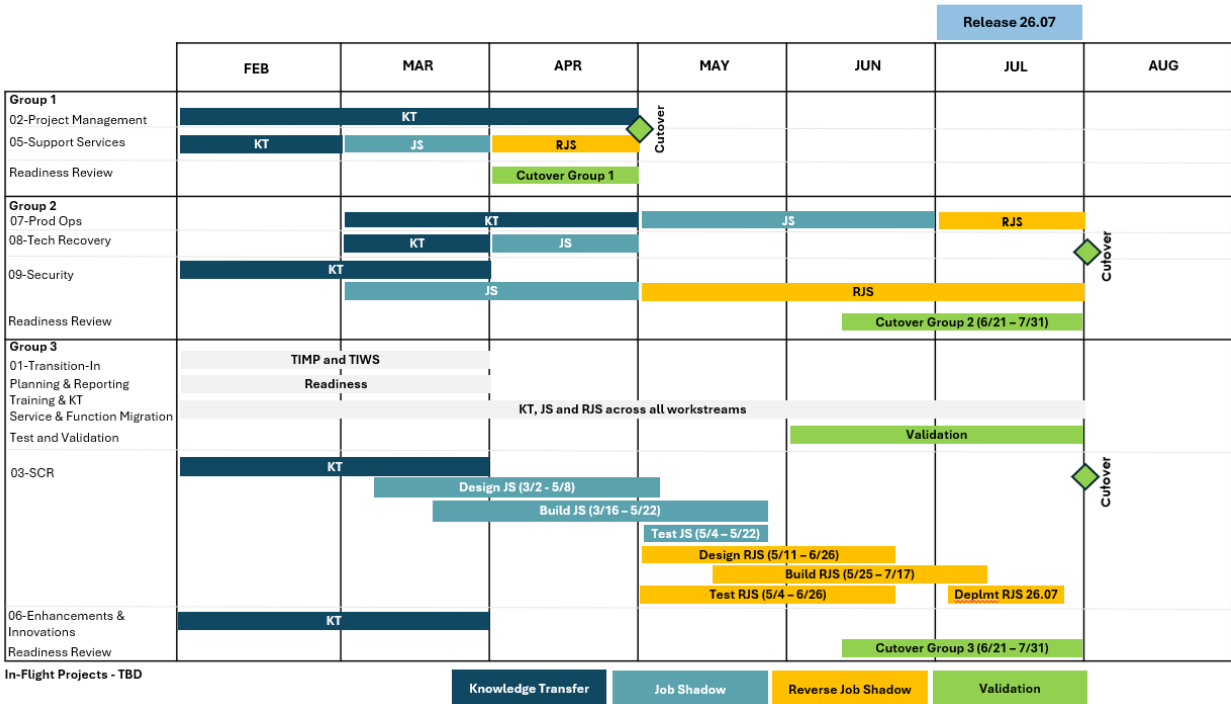 Release 26.07
FEB MAR APR MAY JUN JUL AUG
Group 1
02-Project Management KT
Cutover
05-Support Services KT JS RJS
Readiness Review Cutover Group 1
Group 2
07-Prod Ops KT JS RJS
08-Tech Recovery KT JS
Cutover
09-Security KT
JS RJS
Readiness Review Cutover Group 2 (6/21 – 7/31)
Group 3
01-Transition-In TIMP and TIWS
Planning & Reporting Readiness
Training & KT
Service & Function Migration KT, JS and RJS across all workstreams
Test and Validation Validation
03-SCR KT
Cutover
Design JS (3/2 - 5/8)
Build JS (3/16 – 5/22)
Test JS (5/4 – 5/22)
Design RJS (5/11 – 6/26)
Build RJS (5/25 – 7/17)
Test RJS (5/4 – 6/26) Deplmt RJS 26.07
06-Enhancements &
Innovations KT
Readiness Review Cutover Group 3 (6/21 – 7/31)
In-Flight Projects - TBD
Knowledge Transfer Job Shadow Reverse Job Shadow Validation